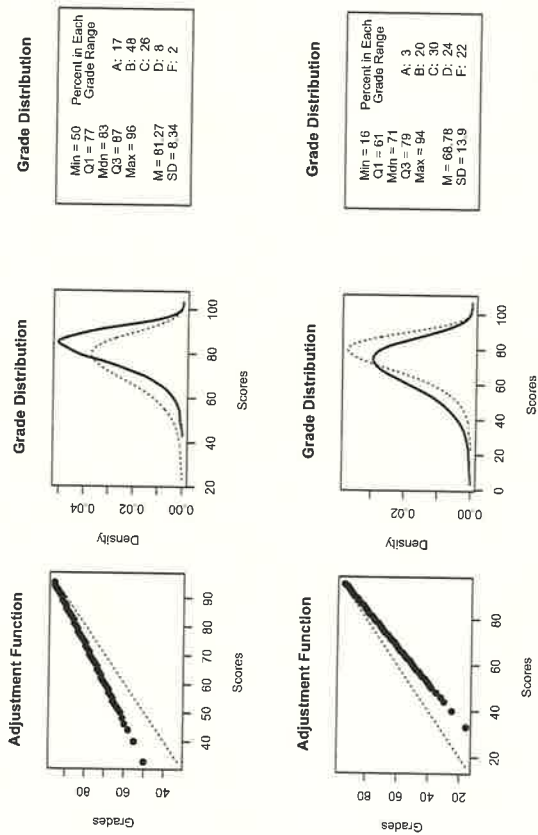 Adjustment Function
Grades
80
60
40
40
50
60
70
80
90
Scores
Grade Distribution
Density
0.04
0.00
20
40
60
80
100
Scores
Grade Distribution
Min = 50
Q1 = 77
Mdn = 83
Q3 = 87
Max = 96
M = 81.27
SD = 8.34
Percent in Each
Grade Range
A: 17
B: 48
C: 26
D: 8
F: 2
Adjustment Function
Grades
80
60
40
20
20
40
60
80
Scores
Grade Distribution
Density
0.02
0.00
0
20
40
60
80
100
Scores
Grade Distribution
Min = 16
Q1 = 61
Mdn = 71
Q3 = 79
Max = 94
M = 68.78
SD = 13.9
Percent in Each
Grade Range
A: 3
B: 20
C: 30
D: 24
F: 22